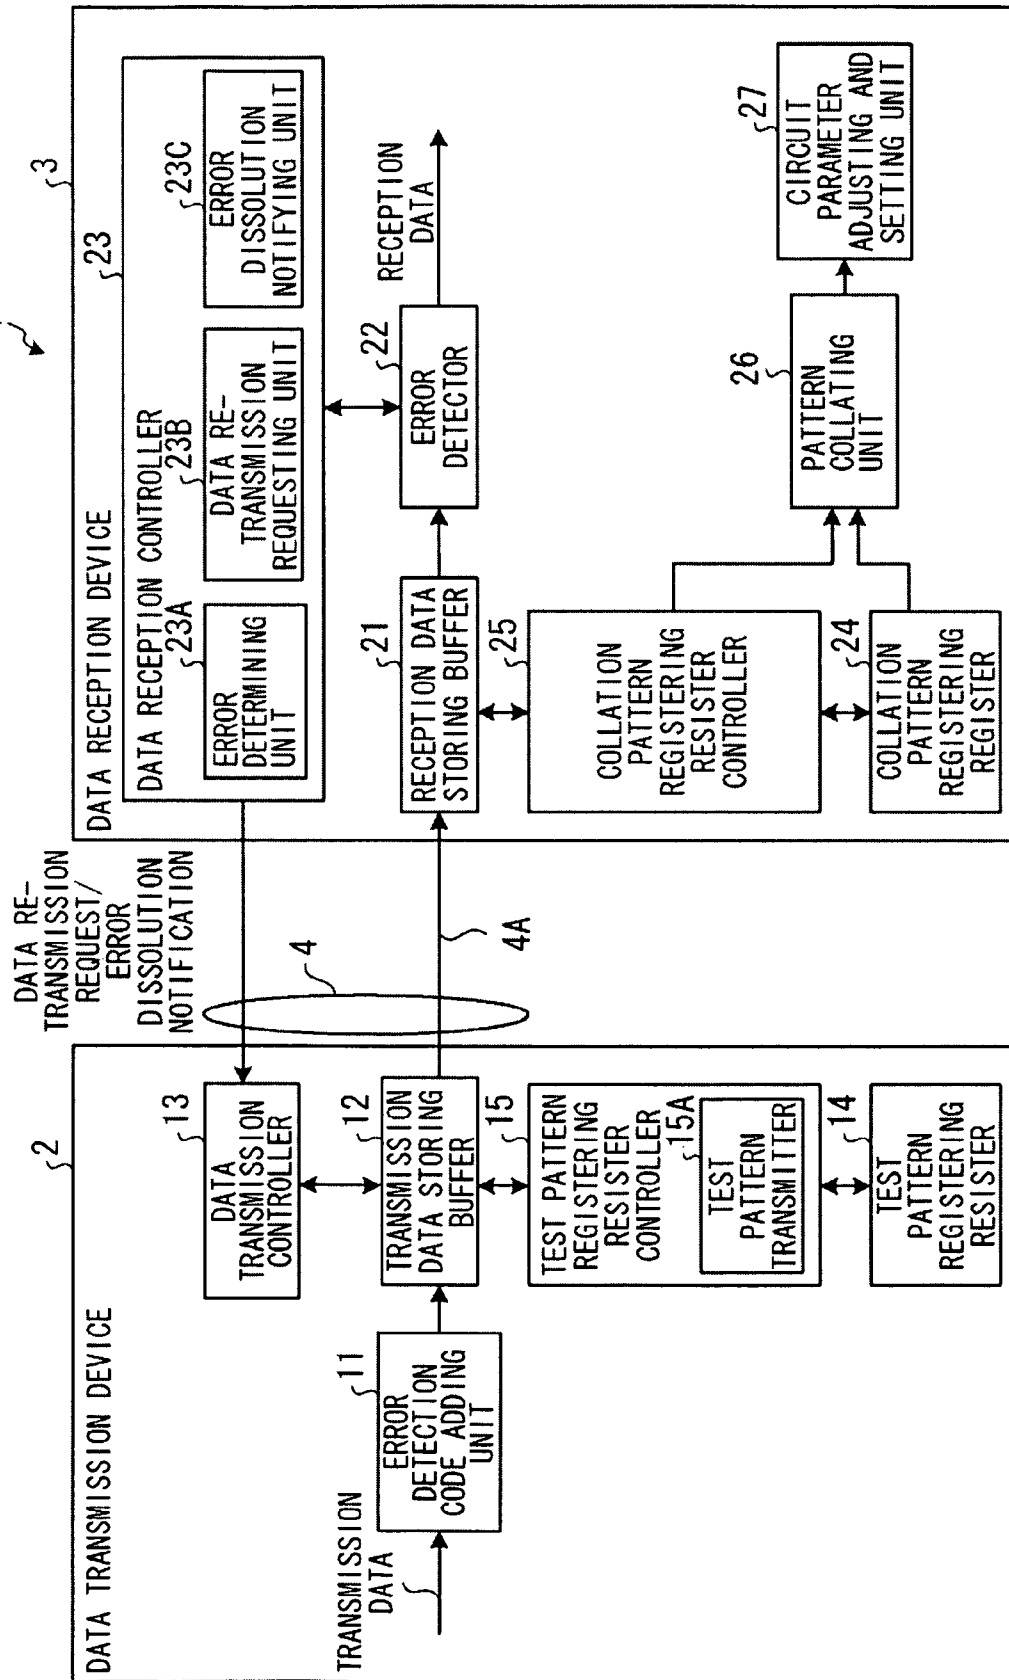 DATA TRANSMISSION DEVICE
2
TRANSMISSION
DATA
11
ERROR
DETECTION
CODE ADDING
UNIT
13
DATA
TRANSMISSION
CONTROLLER
12
TRANSMISSION
DATA STORING
BUFFER
15
TEST PATTERN
REGISTERING
RESISTER
CONTROLLER
15A
TEST
PATTERN
TRANSMITTER
14
TEST
PATTERN
REGISTERING
RESISTER
DATA RE-
TRANSMISSION
REQUEST/
ERROR
DISSOLUTION
NOTIFICATION
4
4A
DATA RECEPTION DEVICE
3
DATA RECEPTION CONTROLLER
23
23A
ERROR
DETERMINING
UNIT
23B
DATA RE-
TRANSMISSION
REQUESTING UNIT
23C
ERROR
DISSOLUTION
NOTIFYING UNIT
21
RECEPTION DATA
STORING BUFFER
22
ERROR
DETECTOR
RECEPTION
DATA
25
COLLATION
PATTERN
REGISTERING
RESISTER
CONTROLLER
24
COLLATION
PATTERN
REGISTERING
REGISTER
26
PATTERN
COLLATING
UNIT
27
CIRCUIT
PARAMETER
ADJUSTING AND
SETTING UNIT